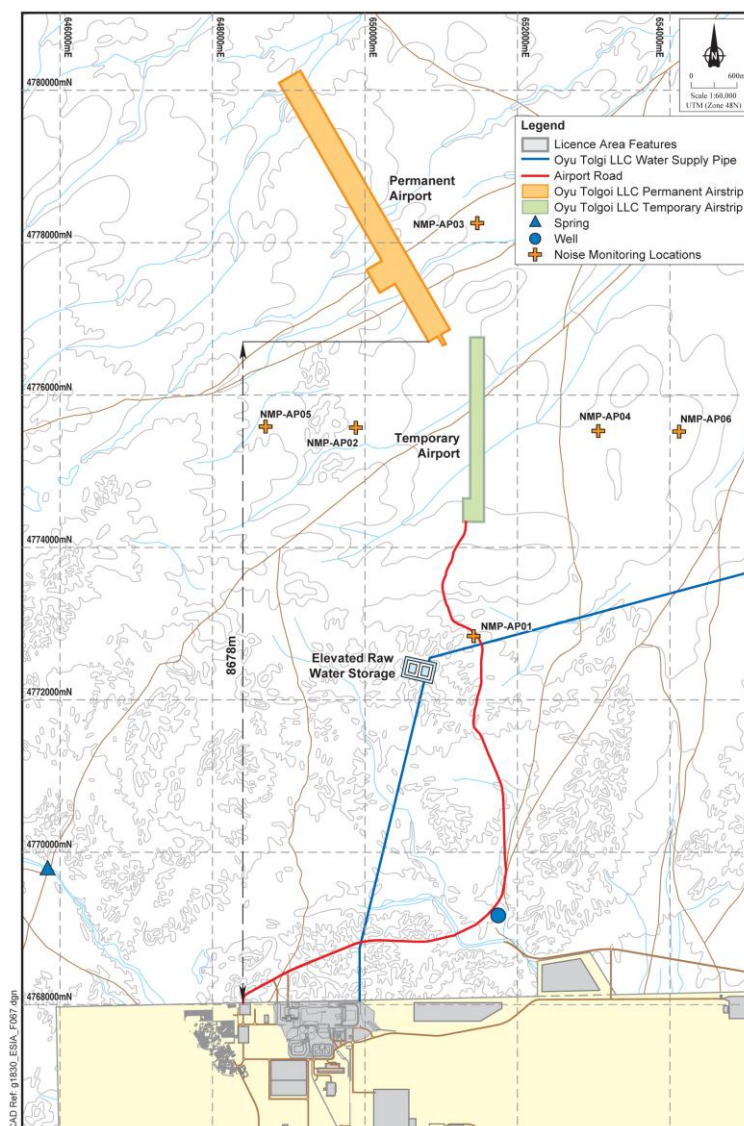 646000mE
648000mE
650000mE
652000mE
654000mE
0 600m
Scale 1:60,000
UTM (Zone 48N)
4780000mN
Legend
Licence Area Features
Oyu Tolgi LLC Water Supply Pipe
Airport Road
Oyu Tolgoi LLC Permanent Airstrip
Oyu Tolgoi LLC Temporary Airstrip
Spring
Well
Noise Monitoring Locations
Permanent
Airport
NMP-AP03
4778000mN
4776000mN
NMP-AP05
NMP-AP02
Temporary
Airport
NMP-AP04
NMP-AP06
4774000mN
NMP-AP01
Elevated Raw
Water Storage
8678m
4772000mN
4770000mN
4768000mN
CAD Ref: g1830_ESIA_F067.dgn